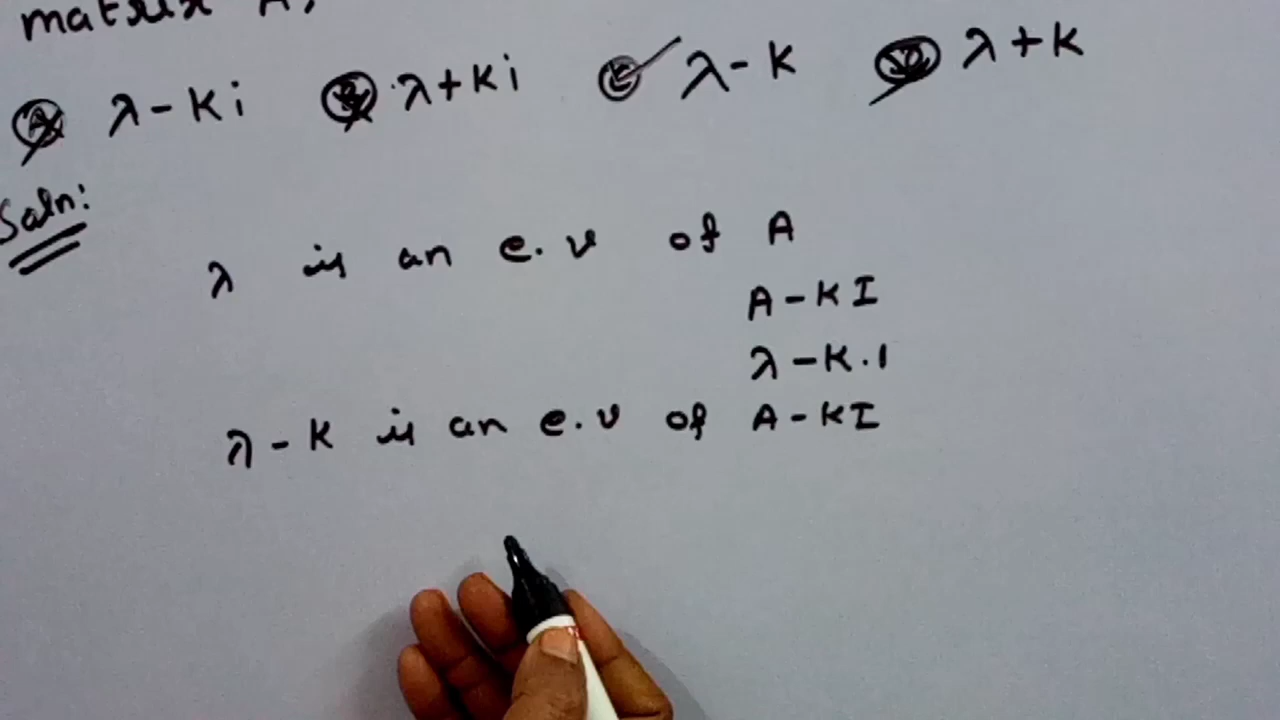 matrix A,
A λ - Ki B λ + Ki C λ - K D λ + K
Soln:
λ is an e.v of A
A - KI
λ - K.1
λ - K is an e.v of A - KI